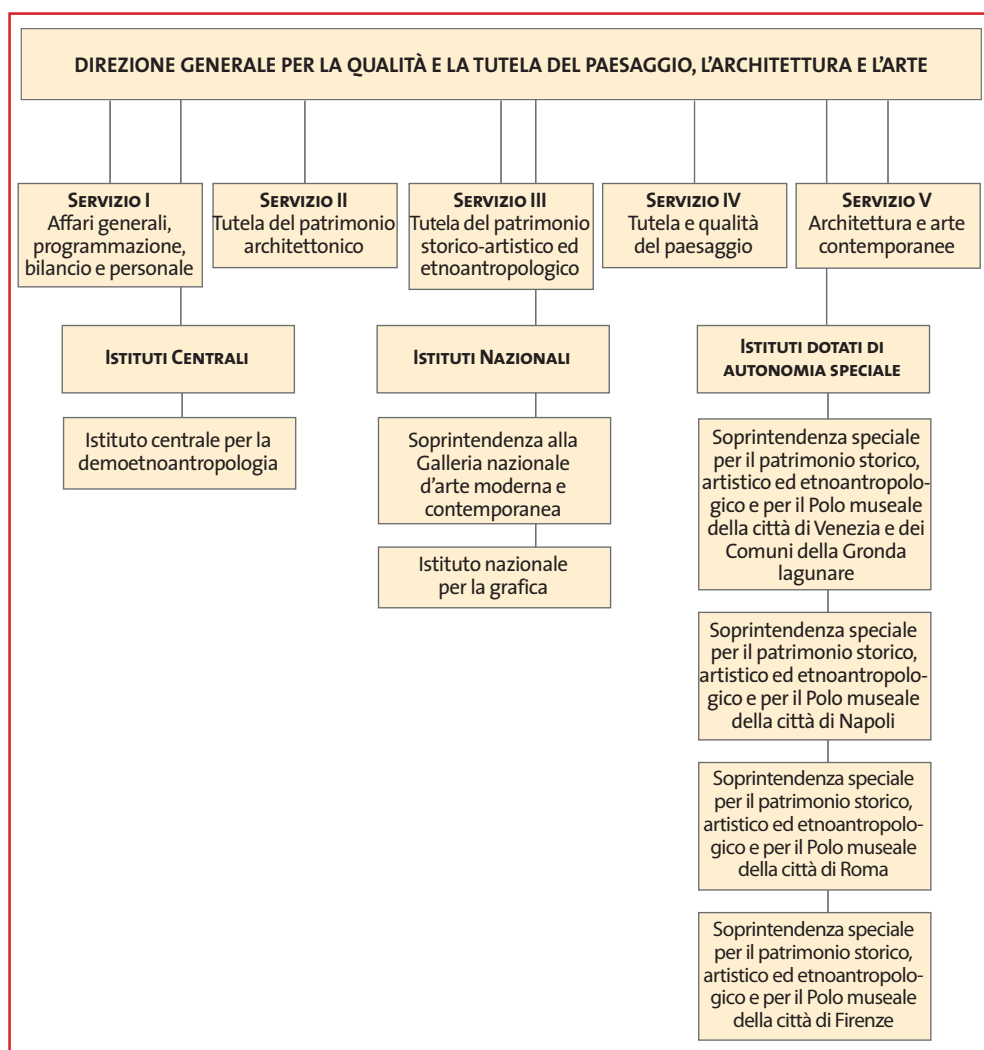 DIREZIONE GENERALE PER LA QUALITÀ E LA TUTELA DEL PAESAGGIO, L'ARCHITETTURA E L'ARTE
SERVIZIO I
Affari generali,
programmazione,
bilancio e personale
SERVIZIO II
Tutela del patrimonio
architettonico
SERVIZIO III
Tutela del patrimonio
storico-artistico ed
etnoantropologico
SERVIZIO IV
Tutela e qualità
del paesaggio
SERVIZIO V
Architettura e arte
contemporanee
ISTITUTI CENTRALI
Istituto centrale per la
demoetnoantropologia
ISTITUTI NAZIONALI
Soprintendenza alla
Galleria nazionale
d'arte moderna e
contemporanea
Istituto nazionale
per la grafica
ISTITUTI DOTATI DI
AUTONOMIA SPECIALE
Soprintendenza speciale
per il patrimonio storico,
artistico ed etnoantropolo-
gico e per il Polo museale
della città di Venezia e dei
Comuni della Gronda
lagunare
Soprintendenza speciale
per il patrimonio storico,
artistico ed etnoantropolo-
gico e per il Polo museale
della città di Napoli
Soprintendenza speciale
per il patrimonio storico,
artistico ed etnoantropolo-
gico e per il Polo museale
della città di Roma
Soprintendenza speciale
per il patrimonio storico,
artistico ed etnoantropolo-
gico e per il Polo museale
della città di Firenze